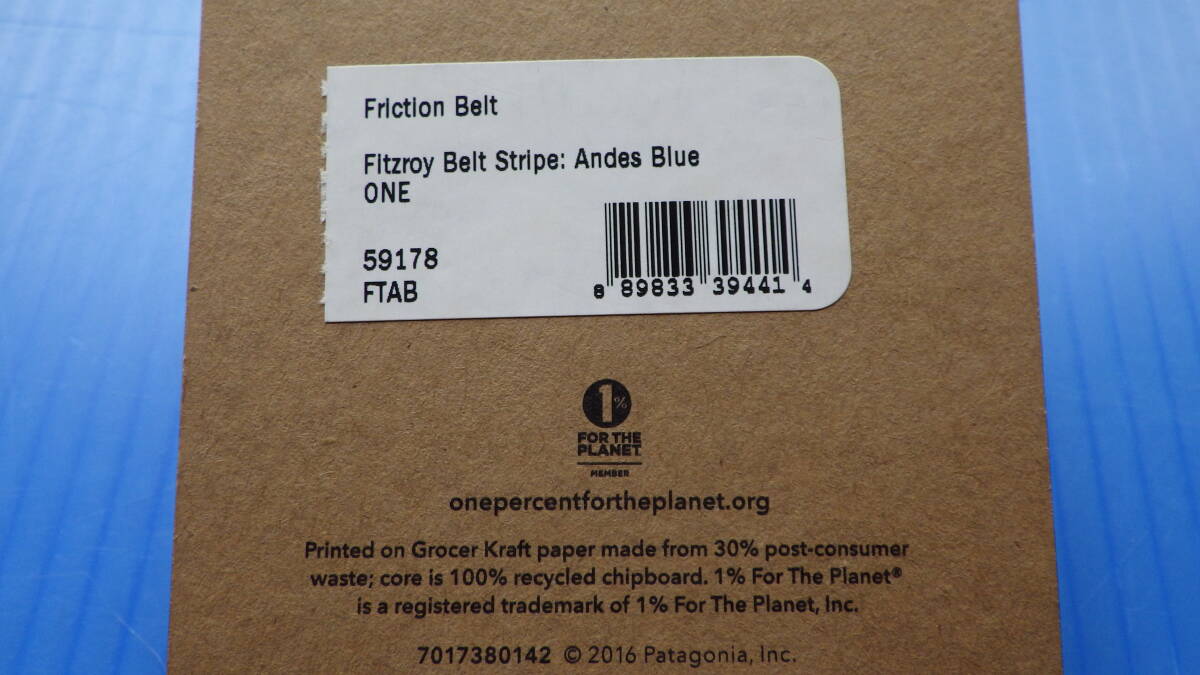 Friction Belt
Fitzroy Belt Stripe: Andes Blue
ONE
59178
FTAB
8 89833 39441 4
1%
FOR THE
PLANET
MEMBER
onepercentfortheplanet.org
Printed on Grocer Kraft paper made from 30% post-consumer
waste; core is 100% recycled chipboard. 1% For The Planet®
is a registered trademark of 1% For The Planet, Inc.
7017380142 © 2016 Patagonia, Inc.